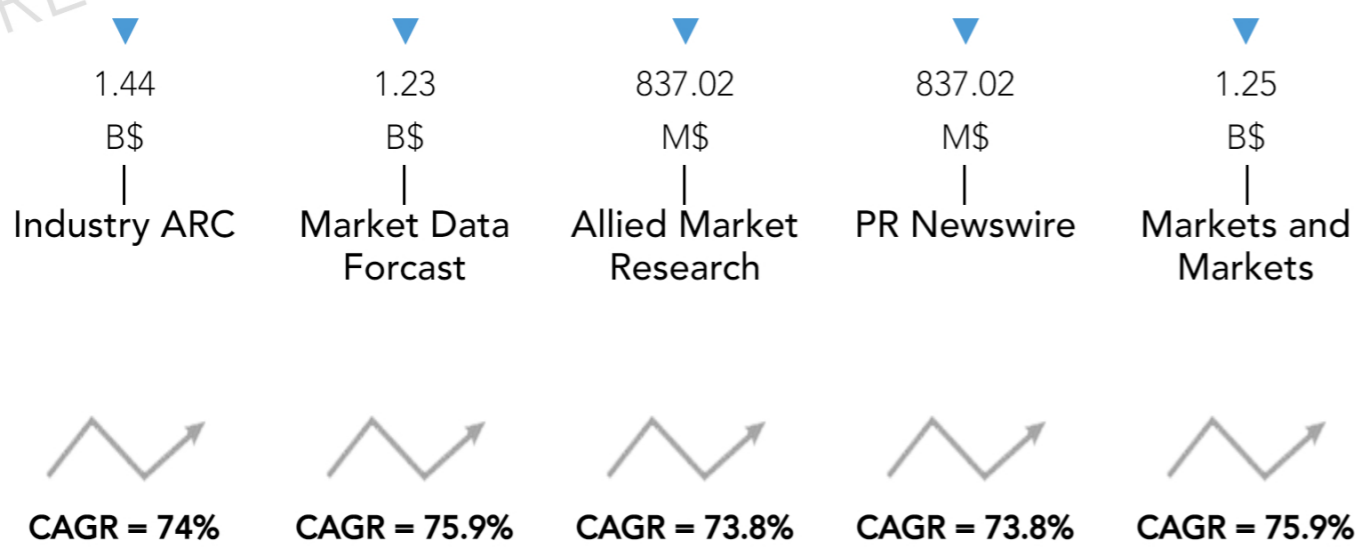 1.44 1.23 837.02 837.02 1.25
B$ B$ M$ M$ B$
Industry ARC Market Data Allied Market PR Newswire Markets and
Forcast Research Markets
CAGR = 74% CAGR = 75.9% CAGR = 73.8% CAGR = 73.8% CAGR = 75.9%